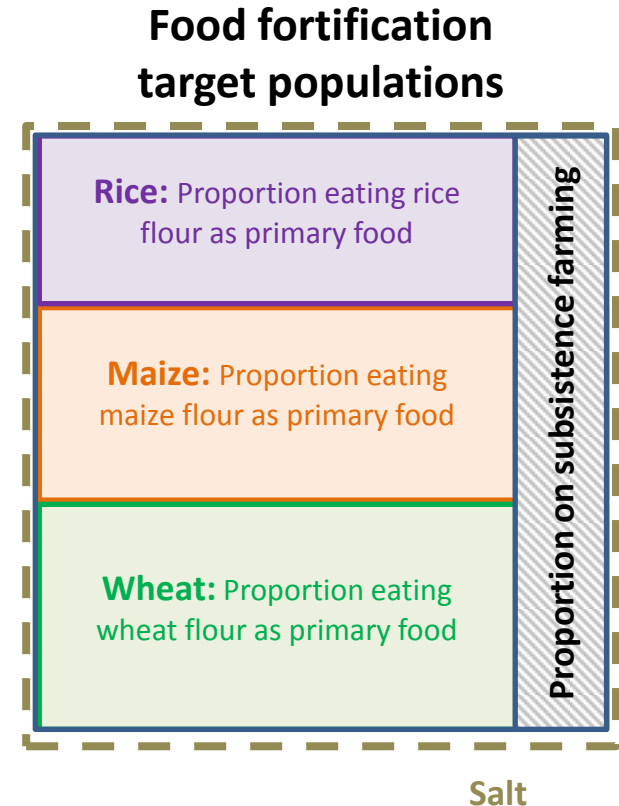 Food fortification
target populations
Rice: Proportion eating rice
flour as primary food
Maize: Proportion eating
maize flour as primary food
Wheat: Proportion eating
wheat flour as primary food
Proportion on subsistence farming
Salt